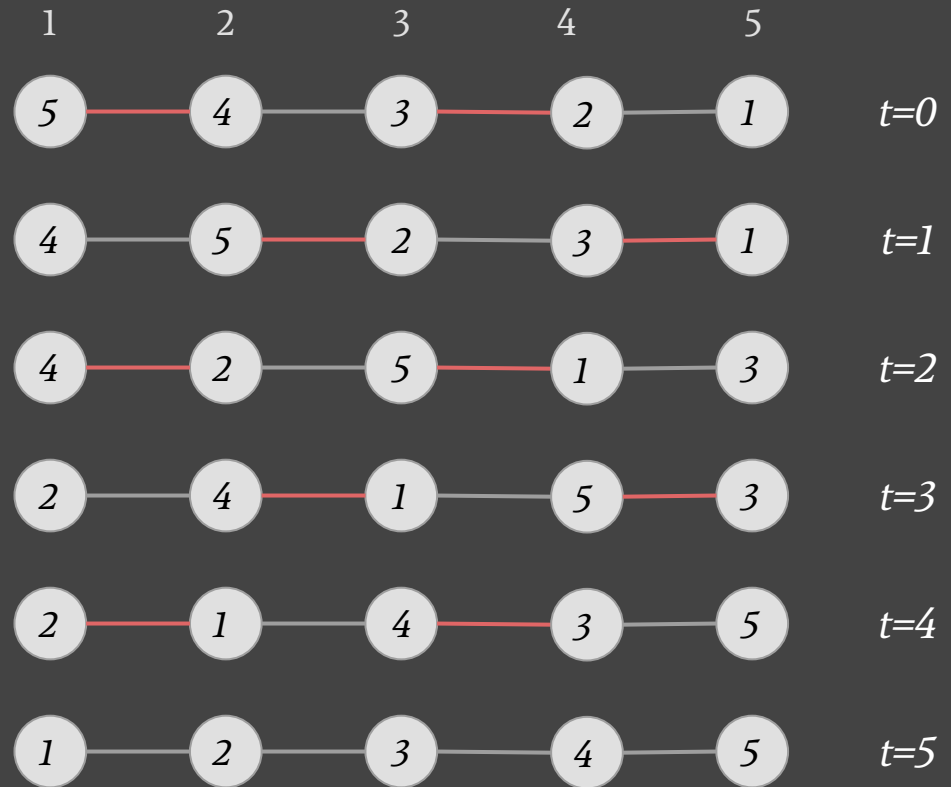 1 2 3 4 5
5 4 3 2 1 t=0
4 5 2 3 1 t=1
4 2 5 1 3 t=2
2 4 1 5 3 t=3
2 1 4 3 5 t=4
1 2 3 4 5 t=5